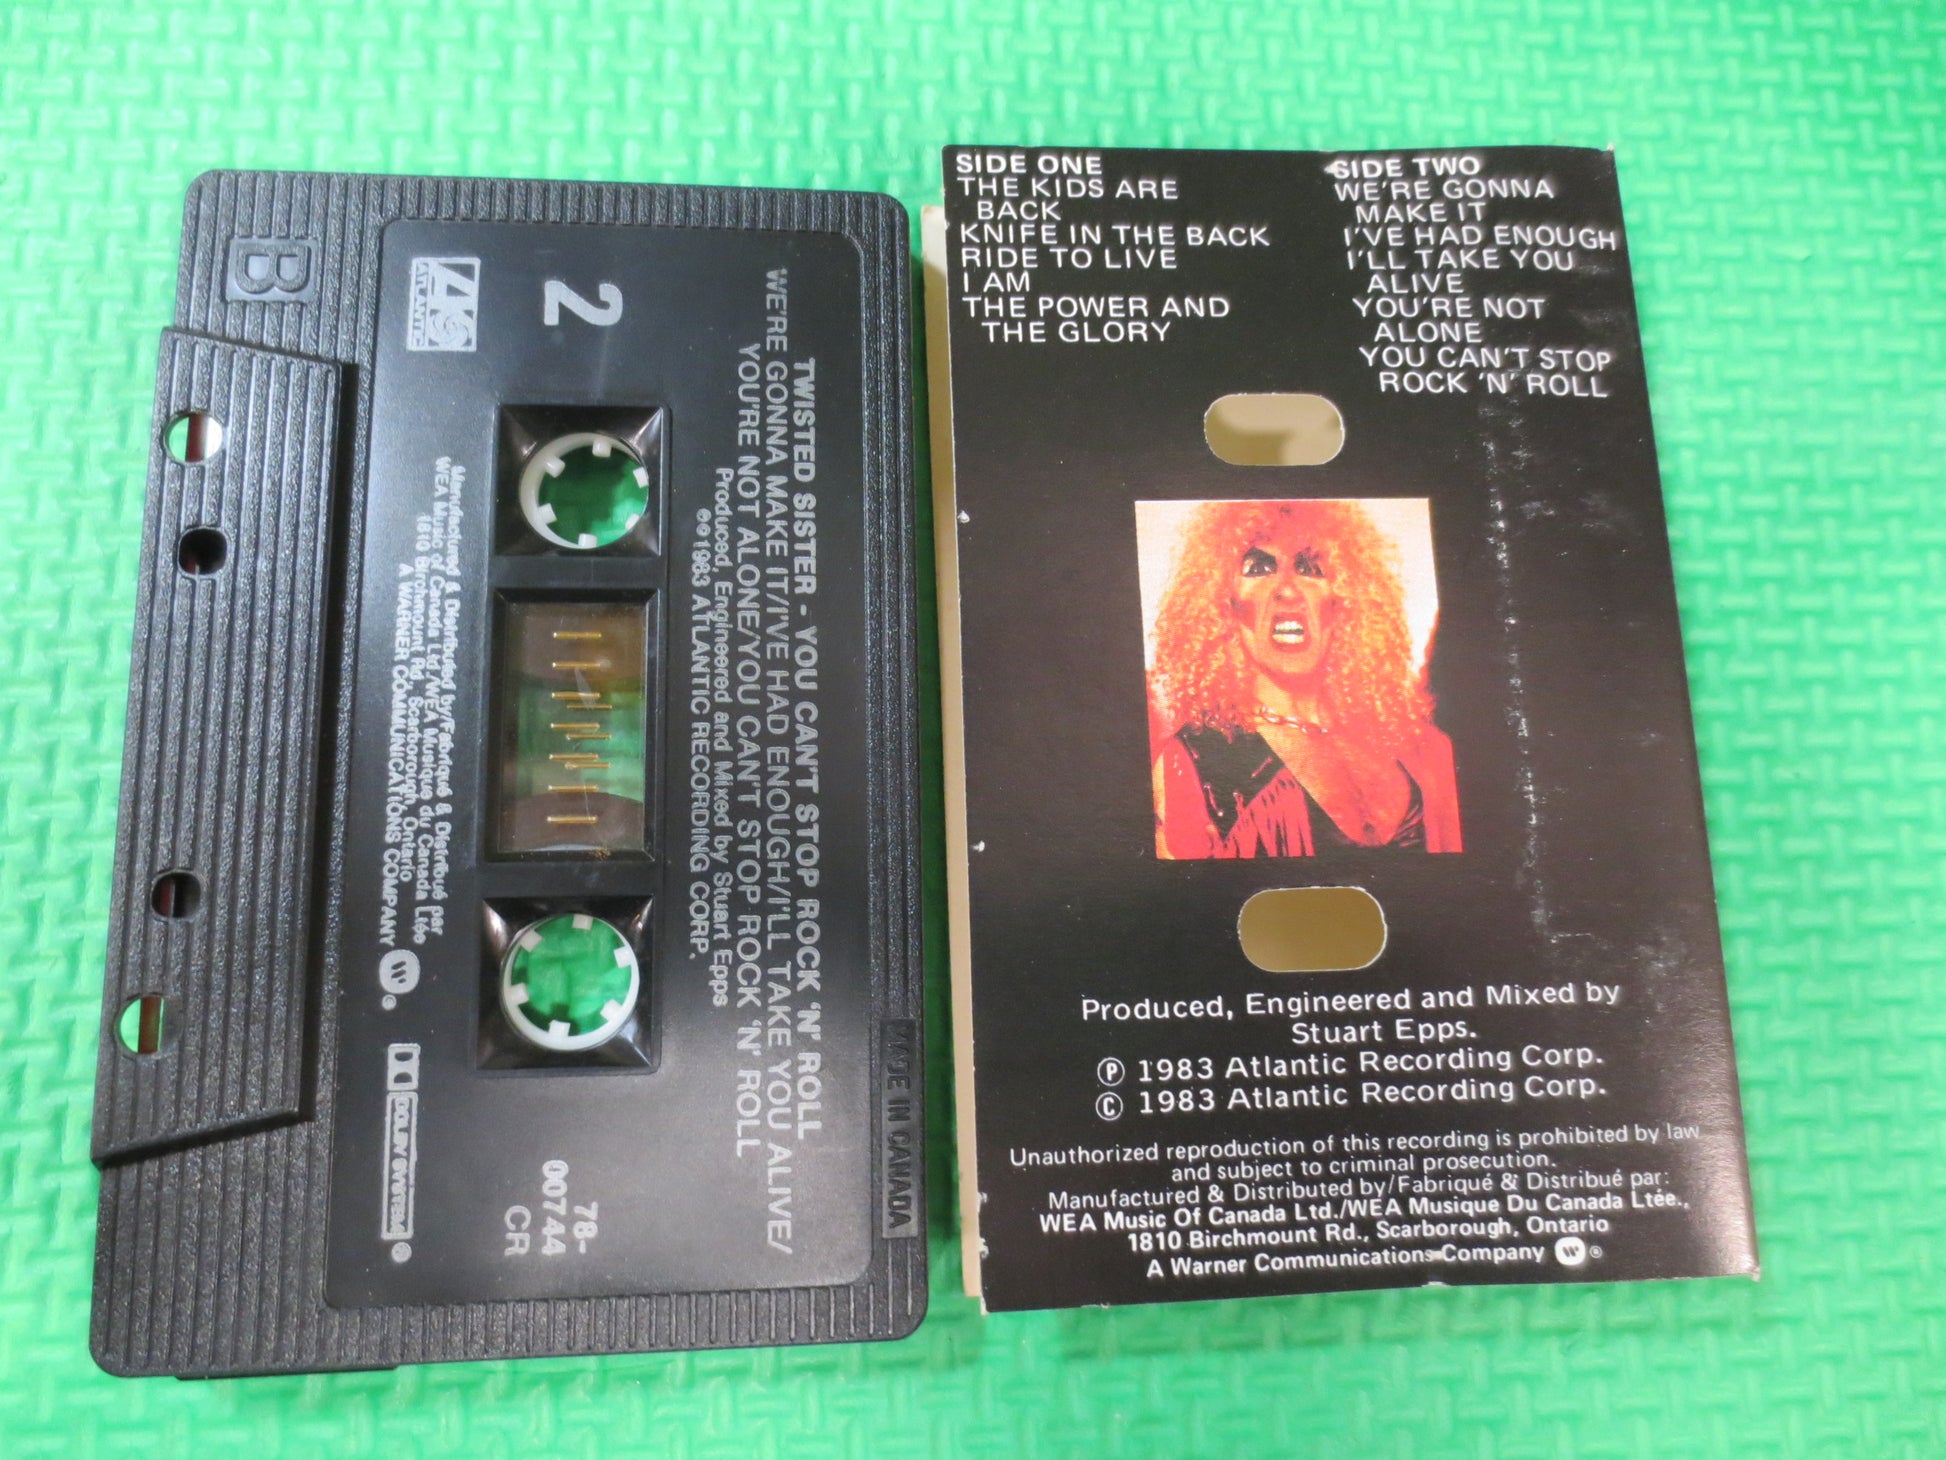 B
ATLANTIC
2
TWISTED SISTER - YOU CAN'T STOP ROCK 'N' ROLL
WE'RE GONNA MAKE IT/I'VE HAD ENOUGH/I'LL TAKE YOU ALIVE/
YOU'RE NOT ALONE/YOU CAN'T STOP ROCK 'N' ROLL
Produced, Engineered and Mixed by Stuart Epps
℗©1983 ATLANTIC RECORDING CORP.
Manufactured & Distributed by/Fabriqué & Distribué par
WEA Music of Canada Ltd./WEA Musique du Canada Ltée
1810 Birchmount Rd., Scarborough, Ontario
A WARNER COMMUNICATIONS COMPANY W ®
DOLBY SYSTEM ®
78-
00744
CR
MADE IN CANADA
SIDE ONE
THE KIDS ARE
BACK
KNIFE IN THE BACK
RIDE TO LIVE
I AM
THE POWER AND
THE GLORY
SIDE TWO
WE'RE GONNA
MAKE IT
I'VE HAD ENOUGH
I'LL TAKE YOU
ALIVE
YOU'RE NOT
ALONE
YOU CAN'T STOP
ROCK 'N' ROLL
Produced, Engineered and Mixed by
Stuart Epps.
℗ 1983 Atlantic Recording Corp.
© 1983 Atlantic Recording Corp.
Unauthorized reproduction of this recording is prohibited by law
and subject to criminal prosecution.
Manufactured & Distributed by/Fabriqué & Distribué par:
WEA Music Of Canada Ltd./WEA Musique Du Canada Ltée.,
1810 Birchmount Rd., Scarborough, Ontario
A Warner Communications Company W ®